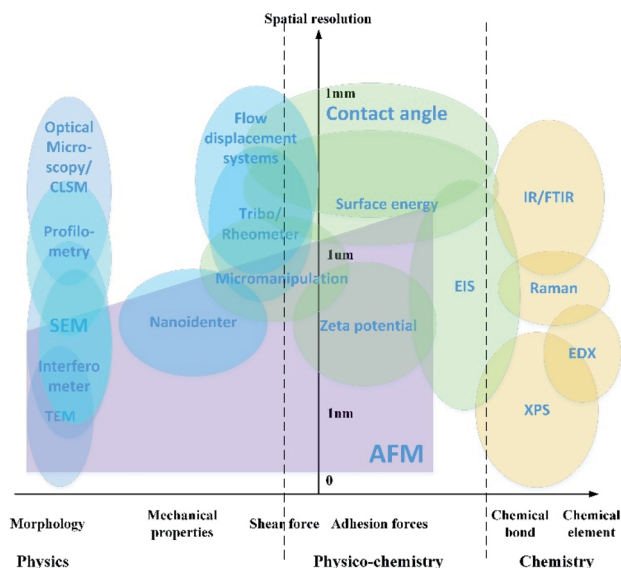 Spatial resolution
1mm
Optical
Micro-
scopy/
CLSM
Flow
displacement
systems
Contact angle
Profilo-
metry
Tribo/
Rheometer
Surface energy
IR/FTIR
1um
Micromanipulation
EIS
Raman
SEM
Nanoidenter
Zeta potential
Interfero
meter
EDX
TEM
1nm
XPS
AFM
0
Morphology
Mechanical
properties
Shear force
Adhesion forces
Chemical
bond
Chemical
element
Physics
Physico-chemistry
Chemistry